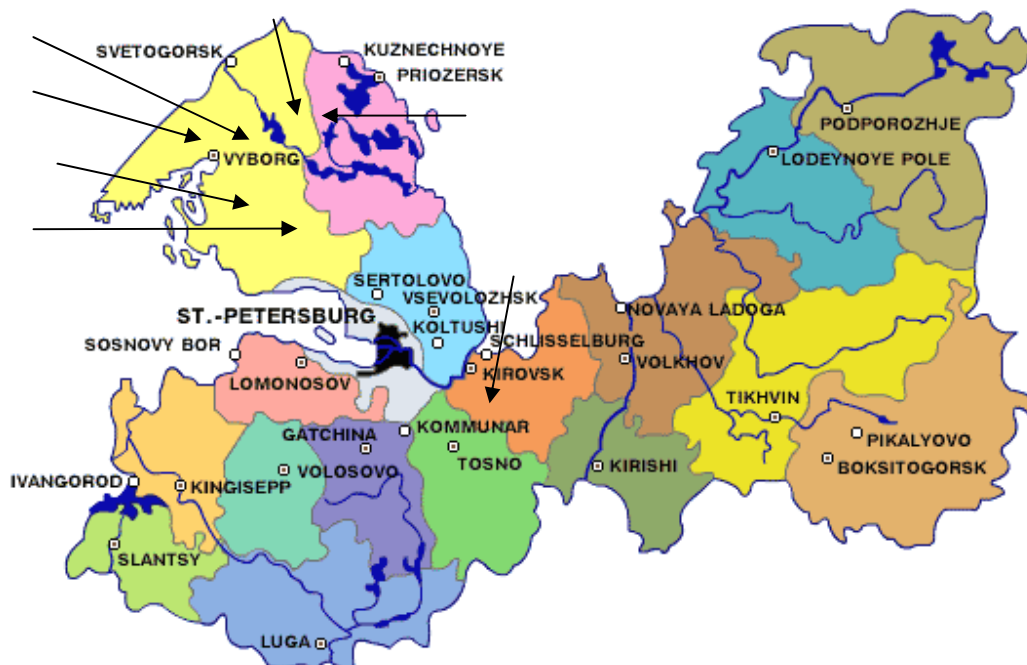 SVETOGORSK
KUZNECHNOYE
PRIOZERSK
PODPOROZHJE
VYBORG
LODEYNOYE POLE
SERTOLOVO
VSEVOLOZHSK
NOVAYA LADOGA
ST.-PETERSBURG
KOLTUSHI
SOSNOVY BOR
SCHLISSELBURG
VOLKHOV
KIROVSK
LOMONOSOV
TIKHVIN
KOMMUNAR
GATCHINA
PIKALYOVO
TOSNO
VOLOSOVO
KIRISHI
BOKSITOGORSK
IVANGOROD
KINGISEPP
SLANTSY
LUGA